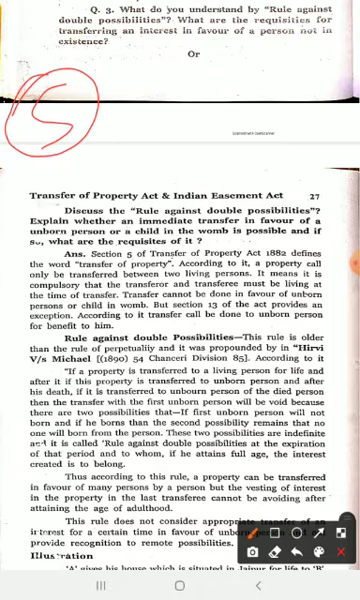 Q. 3. What do you understand by "Rule against
double possibilities"? What are the requisities for
transferring an interest in favour of a person not in
existence?
Or
15
Transfer of Property Act & Indian Easement Act 27
Discuss the "Rule against double possibilities"?
Explain whether an immediate transfer in favour of a
unborn person or a child in the womb is possible and if
so, what are the requises of it ?
Ans. Section 5 of Transfer of Property Act 1882 defines
the word "transfer of property". According to it, a property call
only be transferred between two living persons. It means it is
compulsory that the transferor and transferee must be living at
the time of transfer. Transfer cannot be done in favour of unborn
persons or child in womb. But section 13 of the act provides an
exception. According to it transfer call be done to unborn person
for benefit to him.
Rule against double Possibilities—This rule is older
than the rule of perpetualiiy and it was propounded by in "Hirvi
V/s Michael [(1890) 54 Chanceri Division 85]. According to it
"If a property is transferred to a living person for life and
after it if this property is transferred to unborn person and after
his death, if it is transferred to unborn person of the died person
then the transfer with the first unborn person will be void because
there are two possibilities that—If first unborn person will not
born and if he borns than the second possibility remains that no
one will born from the person. These two possibilities are indefinite
and it is called 'Rule against double possibilities at the expiration
of that period and to whom, if he attains full age, the interest
created is to belong.
Thus according to this rule, a property can be transferred
in favour of many persons by a person but the vesting of interest
in the property in the last transferee cannot be avoiding after
attaining the age of adulthood.
This rule does not consider appropriate transfer of an
interest for a certain time in favour of unborn person
provide recognition to remote possibilities.
Illustration
'A' gives his house which is situated in Jaipur for life to 'B'